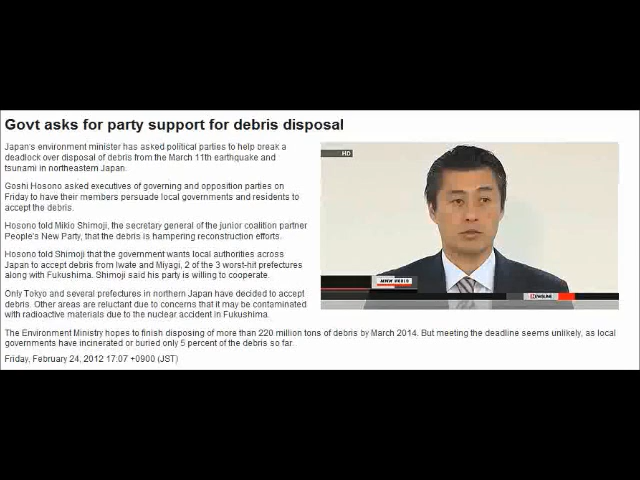 Govt asks for party support for debris disposal
Japan's environment minister has asked political parties to help break a
deadlock over disposal of debris from the March 11th earthquake and
tsunami in northeastern Japan.
Goshi Hosono asked executives of governing and opposition parties on
Friday to have their members persuade local governments and residents to
accept the debris.
Hosono told Mikio Shimoji, the secretary general of the junior coalition partner
People's New Party, that the debris is hampering reconstruction efforts.
Hosono told Shimoji that the government wants local authorities across
Japan to accept debris from Iwate and Miyagi, 2 of the 3 worst-hit prefectures
along with Fukushima. Shimoji said his party is willing to cooperate.
Only Tokyo and several prefectures in northern Japan have decided to accept
debris. Other areas are reluctant due to concerns that it may be contaminated
with radioactive materials due to the nuclear accident in Fukushima.
The Environment Ministry hopes to finish disposing of more than 220 million tons of debris by March 2014. But meeting the deadline seems unlikely, as local
governments have incinerated or buried only 5 percent of the debris so far.
Friday, February 24, 2012 17:07 +0900 (JST)
HD
NHK WORLD
NEWSLINE